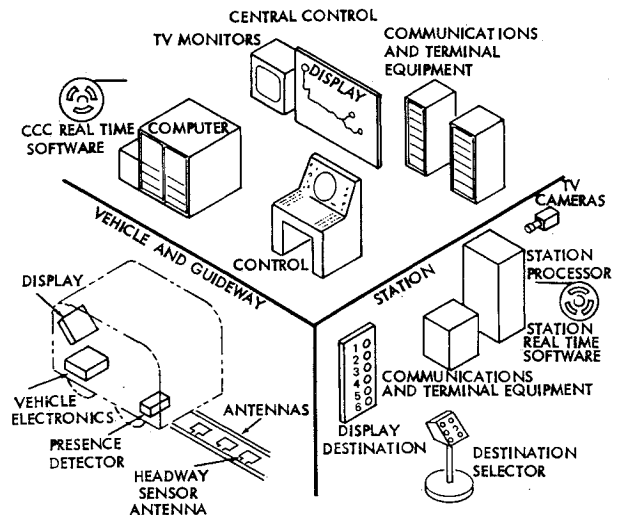 CENTRAL CONTROL
TV MONITORS
DISPLAY
COMMUNICATIONS
AND TERMINAL
EQUIPMENT
CCC REAL TIME
SOFTWARE
COMPUTER
CONTROL
VEHICLE AND GUIDEWAY
STATION
TV
CAMERAS
STATION
PROCESSOR
STATION
REAL TIME
SOFTWARE
COMMUNICATIONS
AND TERMINAL EQUIPMENT
1
2
3
4
5
6
DISPLAY
DESTINATION
DESTINATION
SELECTOR
DISPLAY
VEHICLE
ELECTRONICS
PRESENCE
DETECTOR
ANTENNAS
HEADWAY
SENSOR
ANTENNA